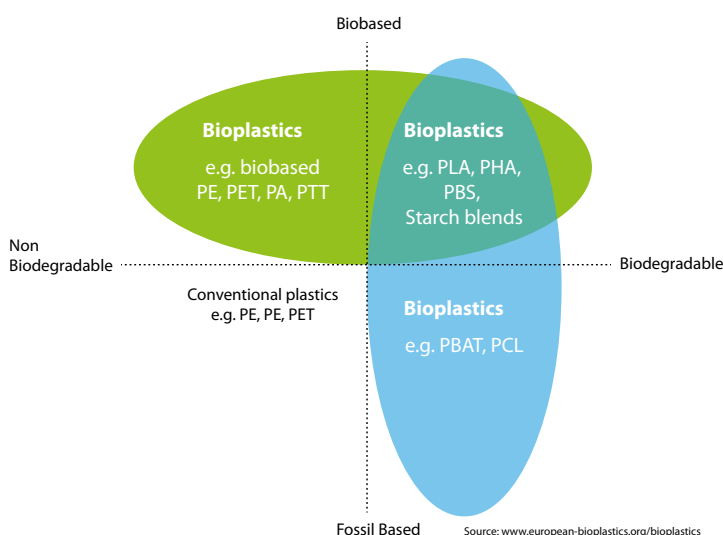 Biobased
Bioplastics
e.g. biobased
PE, PET, PA, PTT
Bioplastics
e.g. PLA, PHA,
PBS,
Starch blends
Non
Biodegradable
Biodegradable
Conventional plastics
e.g. PE, PE, PET
Bioplastics
e.g. PBAT, PCL
Fossil Based
Source: www.european-bioplastics.org/bioplastics